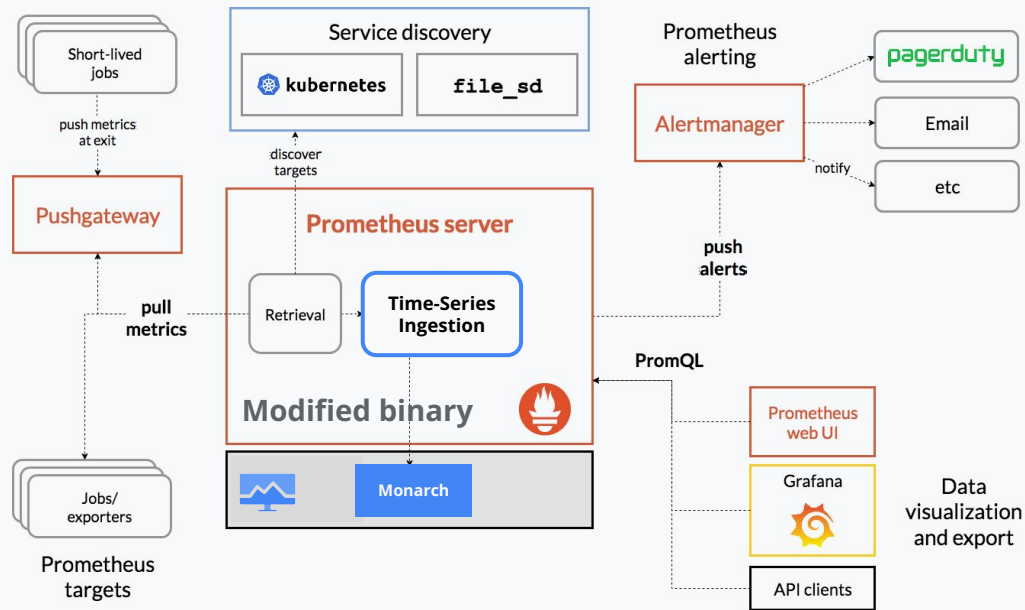 Short-lived
jobs
push metrics
at exit
Pushgateway
Service discovery
kubernetes
file_sd
discover
targets
Prometheus
alerting
Alertmanager
pagerduty
Email
notify
etc
Prometheus server
Retrieval
Time-Series
Ingestion
Modified binary
Monarch
pull
metrics
push
alerts
PromQL
Jobs/
exporters
Prometheus
targets
Prometheus
web UI
Grafana
API clients
Data
visualization
and export